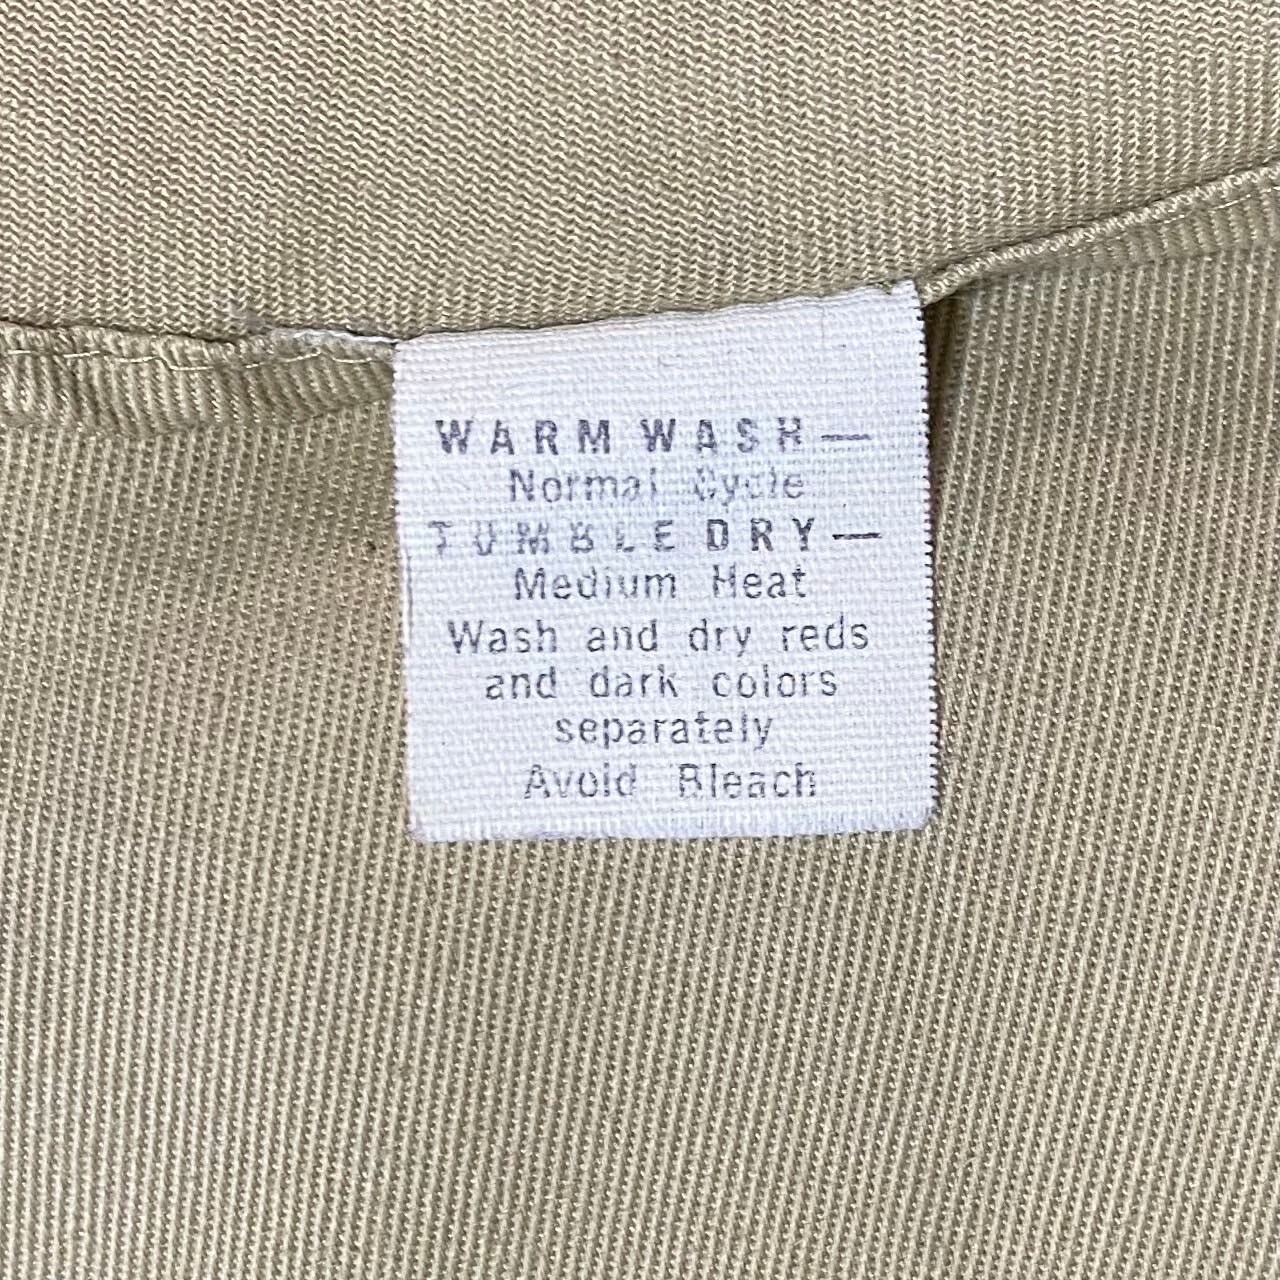 WARM WASH—
Normal Cycle
TUMBLE DRY—
Medium Heat
Wash and dry reds
and dark colors
separately
Avoid Bleach